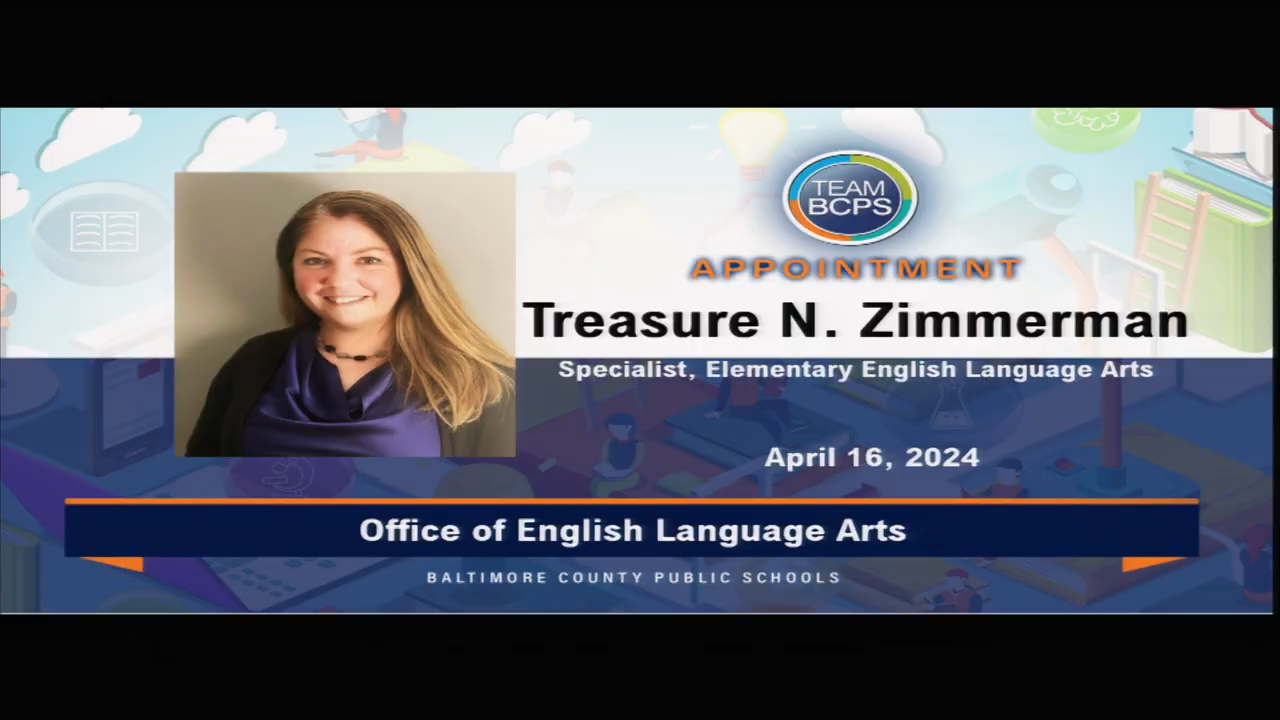 TEAM
BCPS
APPOINTMENT
Treasure N. Zimmerman
Specialist, Elementary English Language Arts
April 16, 2024
Office of English Language Arts
BALTIMORE COUNTY PUBLIC SCHOOLS